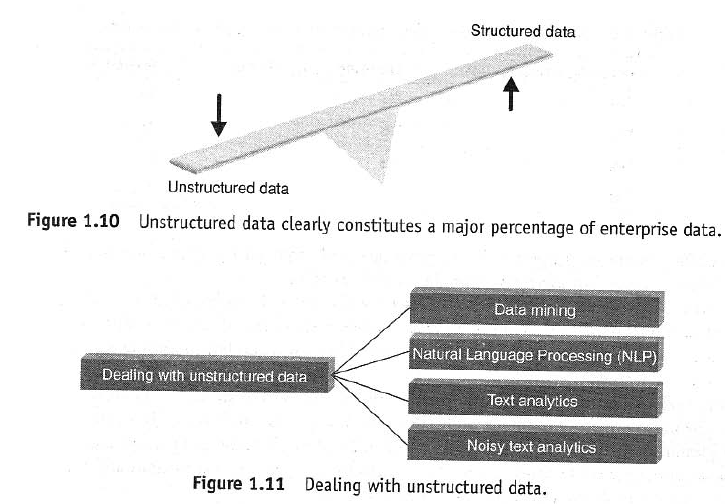 Structured data
Unstructured data
Figure 1.10 Unstructured data clearly constitutes a major percentage of enterprise data.
Data mining
Natural Language Processing (NLP)
Dealing with unstructured data
Text analytics
Noisy text analytics
Figure 1.11 Dealing with unstructured data.